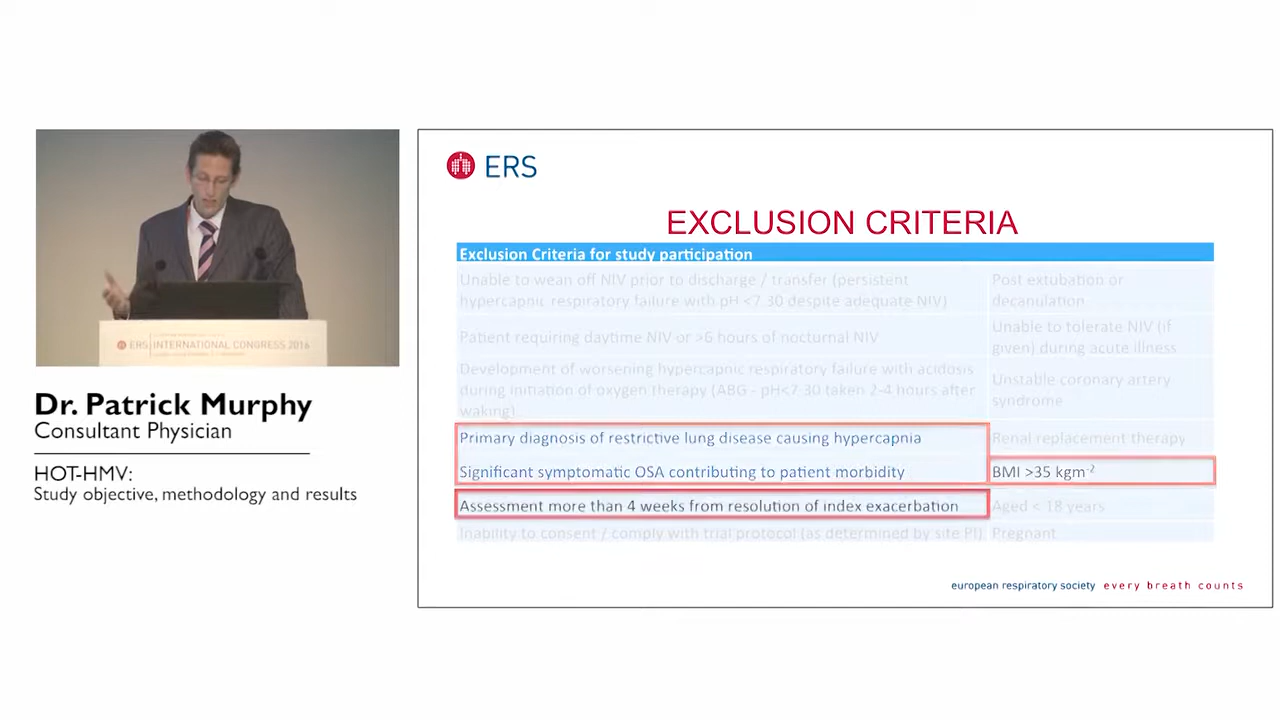 ERS
EXCLUSION CRITERIA
Exclusion Criteria for study participation
Unable to wean off NIV prior to discharge / transfer (persistent
hypercapnic respiratory failure with pH <7.30 despite adequate NIV)
Post extubation or
decanulation
Patient requiring daytime NIV or >6 hours of nocturnal NIV
Unable to tolerate NIV (if
given) during acute illness
Development of worsening hypercapnic respiratory failure with acidosis
during initiation of oxygen therapy (ABG - pH<7.30 taken 2-4 hours after
waking)
Unstable coronary artery
syndrome
Primary diagnosis of restrictive lung disease causing hypercapnia
Renal replacement therapy
Significant symptomatic OSA contributing to patient morbidity
BMI >35 kgm⁻²
Assessment more than 4 weeks from resolution of index exacerbation
Aged < 18 years
Inability to consent / comply with trial protocol (as determined by site PI)
Pregnant
european respiratory society every breath counts
ERS INTERNATIONAL CONGRESS 2016
Dr. Patrick Murphy
Consultant Physician
HOT-HMV:
Study objective, methodology and results